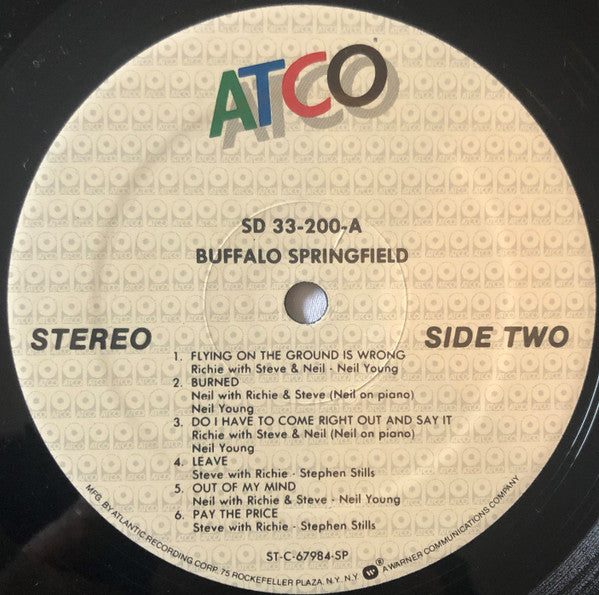 ATCO®
SD 33-200-A
BUFFALO SPRINGFIELD
STEREO
SIDE TWO
1. FLYING ON THE GROUND IS WRONG
Richie with Steve & Neil - Neil Young
2. BURNED
Neil with Richie & Steve (Neil on piano)
Neil Young
3. DO I HAVE TO COME RIGHT OUT AND SAY IT
Richie with Steve & Neil (Neil on piano)
Neil Young
4. LEAVE
Steve with Richie - Stephen Stills
5. OUT OF MY MIND
Neil with Richie & Steve - Neil Young
6. PAY THE PRICE
Steve with Richie - Stephen Stills
ST-C-67984-SP
MFG. BY ATLANTIC RECORDING CORP. 75 ROCKEFELLER PLAZA, N.Y. N.Y. ® A WARNER COMMUNICATIONS COMPANY